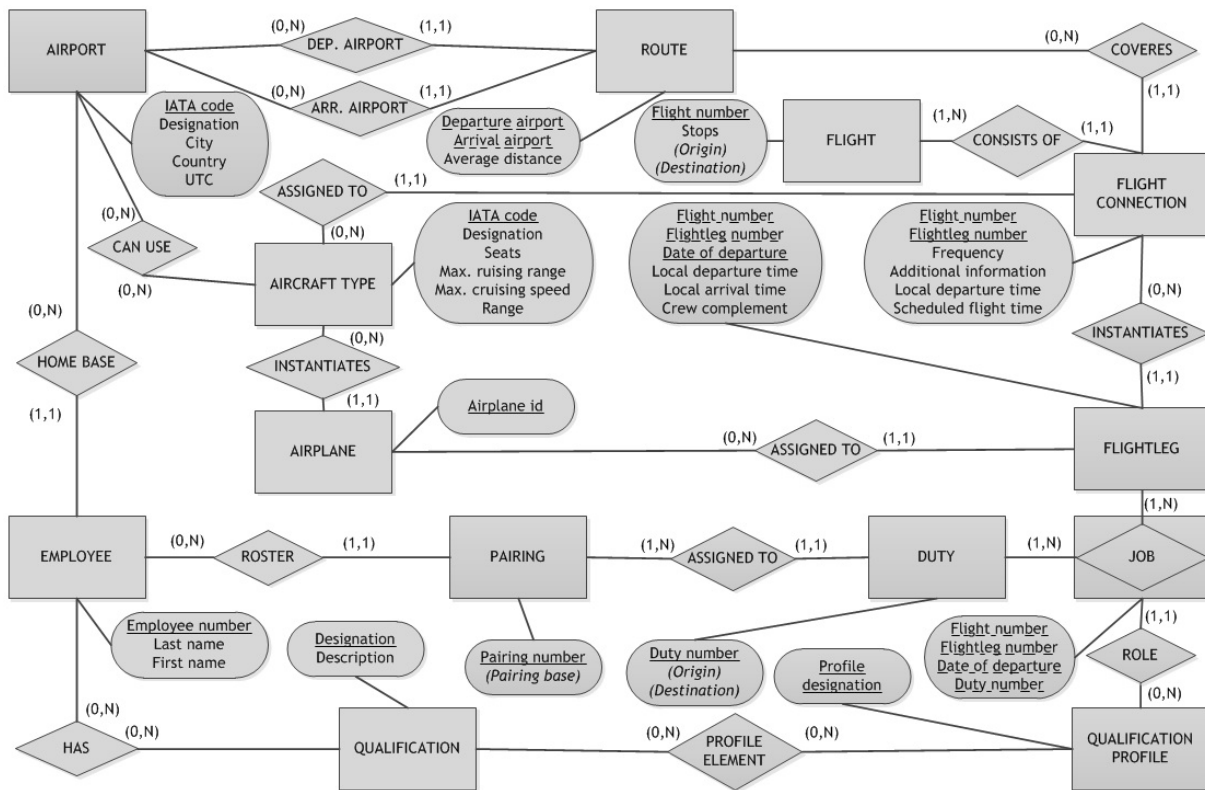 (0,N)
(1,1)
(0,N)
AIRPORT
DEP. AIRPORT
ROUTE
COVERES
(0,N)
(1,1)
ARR. AIRPORT
(1,1)
IATA code
Designation
City
Country
UTC
Departure airport
Arrival airport
Average distance
Flight number
Stops
(Origin)
(Destination)
FLIGHT
(1,N)
CONSISTS OF
(1,1)
ASSIGNED TO
(1,1)
FLIGHT
CONNECTION
(0,N)
CAN USE
(0,N)
(0,N)
AIRCRAFT TYPE
IATA code
Designation
Seats
Max. ruising range
Max. cruising speed
Range
Flight number
Flightleg number
Date of departure
Local departure time
Local arrival time
Crew complement
Flight number
Flightleg number
Frequency
Additional information
Local departure time
Scheduled flight time
(0,N)
INSTANTIATES
(1,1)
(0,N)
HOME BASE
(1,1)
(0,N)
INSTANTIATES
(1,1)
AIRPLANE
Airplane id
(0,N)
ASSIGNED TO
(1,1)
FLIGHTLEG
(1,N)
EMPLOYEE
(0,N)
ROSTER
(1,1)
PAIRING
(1,N)
ASSIGNED TO
(1,1)
DUTY
(1,N)
JOB
Employee number
Last name
First name
Designation
Description
Pairing number
(Pairing base)
Duty number
(Origin)
(Destination)
Profile
designation
Flight number
Flightleg number
Date of departure
Duty number
(1,1)
ROLE
(0,N)
(0,N)
HAS
(0,N)
QUALIFICATION
(0,N)
PROFILE
ELEMENT
(0,N)
QUALIFICATION
PROFILE